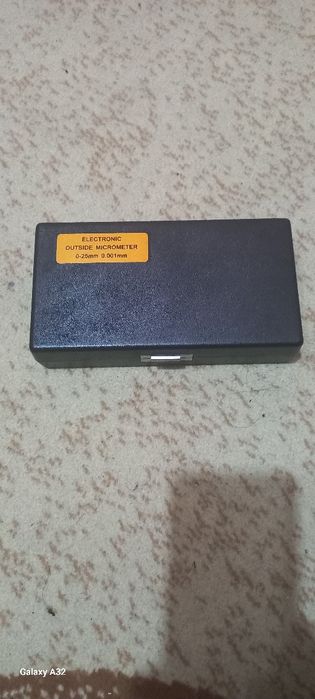 ELECTRONIC
OUTSIDE MICROMETER
0-25mm 0.001mm
Galaxy A32